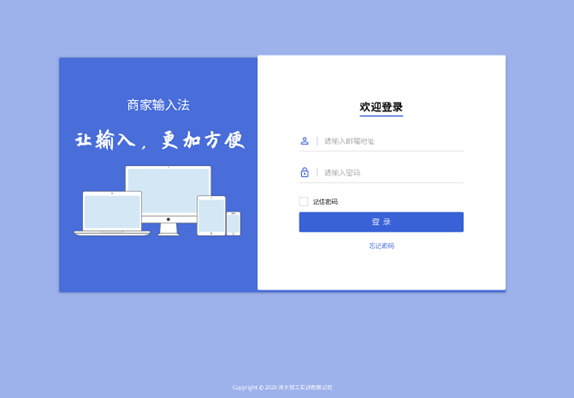 商家输入法
让输入，更加方便
欢迎登录
请输入邮箱地址
请输入密码
记住密码
登 录
忘记密码
Copyright © 2020